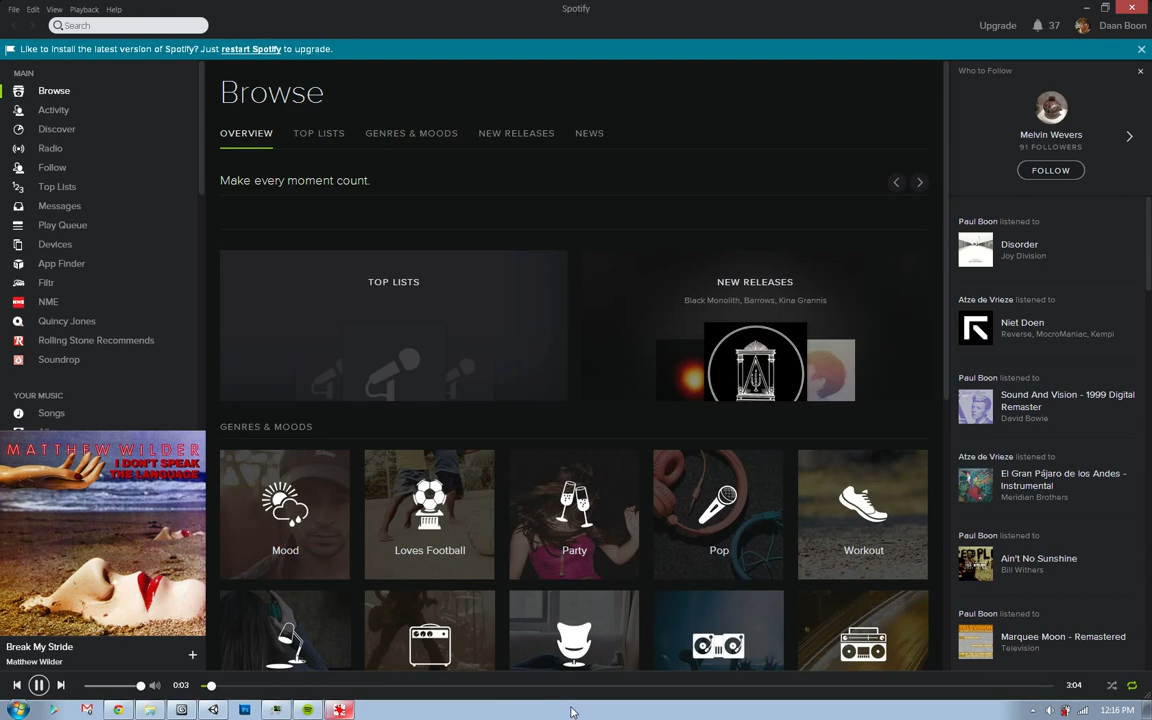 File Edit View Playback Help
Spotify
Search
Upgrade 37 Daan Boon
Like to install the latest version of Spotify? Just restart Spotify to upgrade.
MAIN
Browse
Activity
Discover
Radio
Follow
Top Lists
Messages
Play Queue
Devices
App Finder
Filtr
NME
Quincy Jones
Rolling Stone Recommends
Soundrop
YOUR MUSIC
Songs
MATTHEW WILDER
I DON'T SPEAK
THE LANGUAGE
Break My Stride
Matthew Wilder
Browse
OVERVIEW TOP LISTS GENRES & MOODS NEW RELEASES NEWS
Make every moment count.
TOP LISTS
NEW RELEASES
Black Monolith, Barrows, Kina Grannis
GENRES & MOODS
Mood
Loves Football
Party
Pop
Workout
Who to Follow
Melvin Wevers
91 FOLLOWERS
FOLLOW
Paul Boon listened to
Disorder
Joy Division
Atze de Vrieze listened to
Niet Doen
Reverse, MocroManiac, Kempi
Paul Boon listened to
Sound And Vision - 1999 Digital
Remaster
David Bowie
Atze de Vrieze listened to
El Gran Pájaro de los Andes -
Instrumental
Meridian Brothers
Paul Boon listened to
Ain't No Sunshine
Bill Withers
Paul Boon listened to
Marquee Moon - Remastered
Television
0:03 3:04
12:16 PM